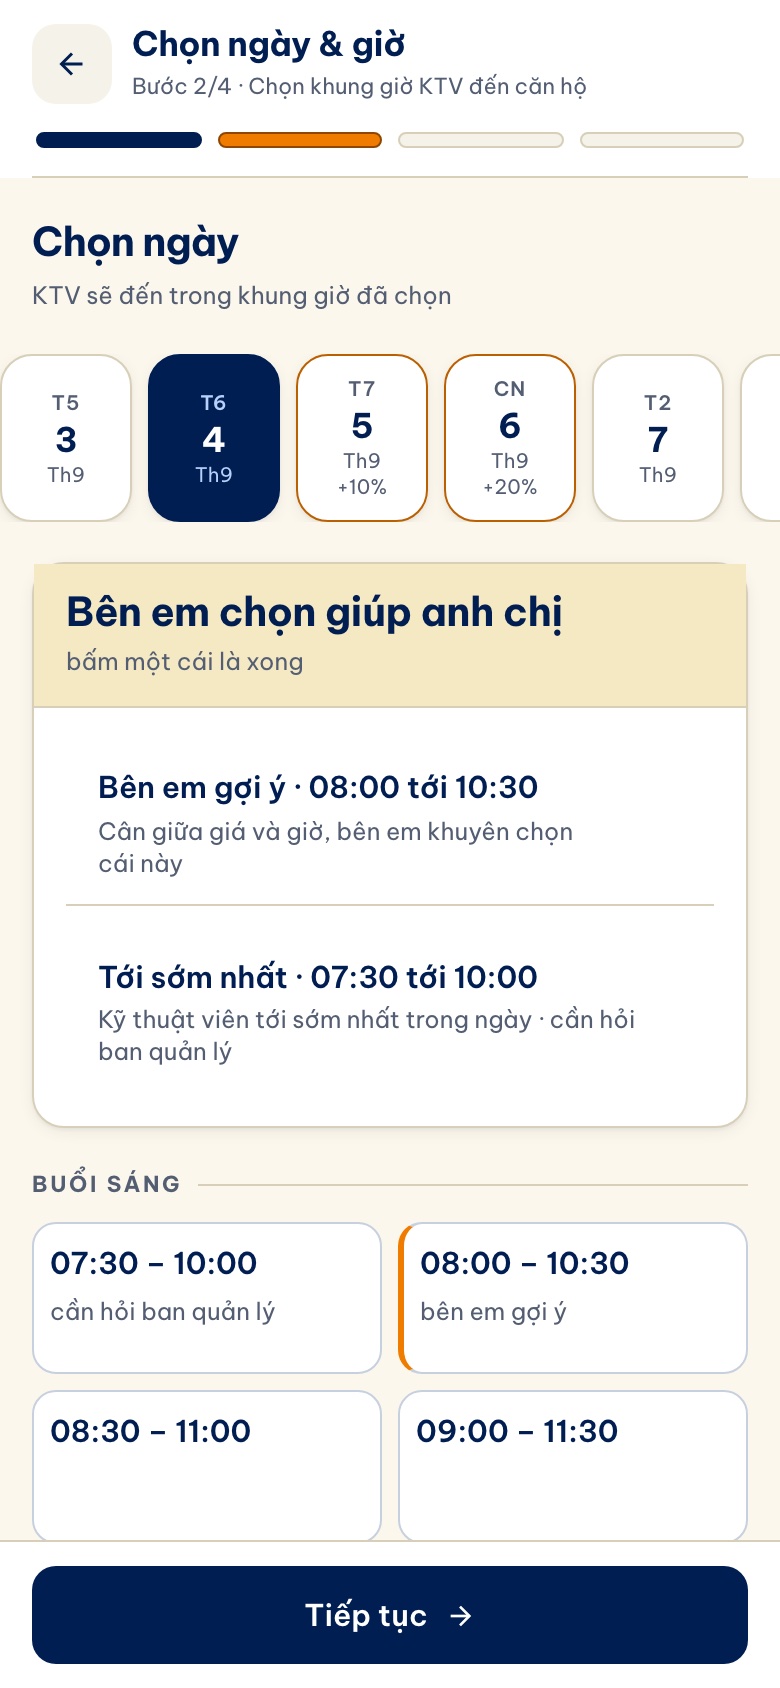 Chọn ngày & giờ
Bước 2/4 · Chọn khung giờ KTV đến căn hộ
Chọn ngày
KTV sẽ đến trong khung giờ đã chọn
T5
3
Th9
T6
4
Th9
T7
5
Th9
+10%
CN
6
Th9
+20%
T2
7
Th9
Bên em chọn giúp anh chị
bấm một cái là xong
Bên em gợi ý · 08:00 tới 10:30
Cân giữa giá và giờ, bên em khuyên chọn
cái này
Tới sớm nhất · 07:30 tới 10:00
Kỹ thuật viên tới sớm nhất trong ngày · cần hỏi
ban quản lý
BUỔI SÁNG
07:30 – 10:00
cần hỏi ban quản lý
08:00 – 10:30
bên em gợi ý
08:30 – 11:00
09:00 – 11:30
Tiếp tục →